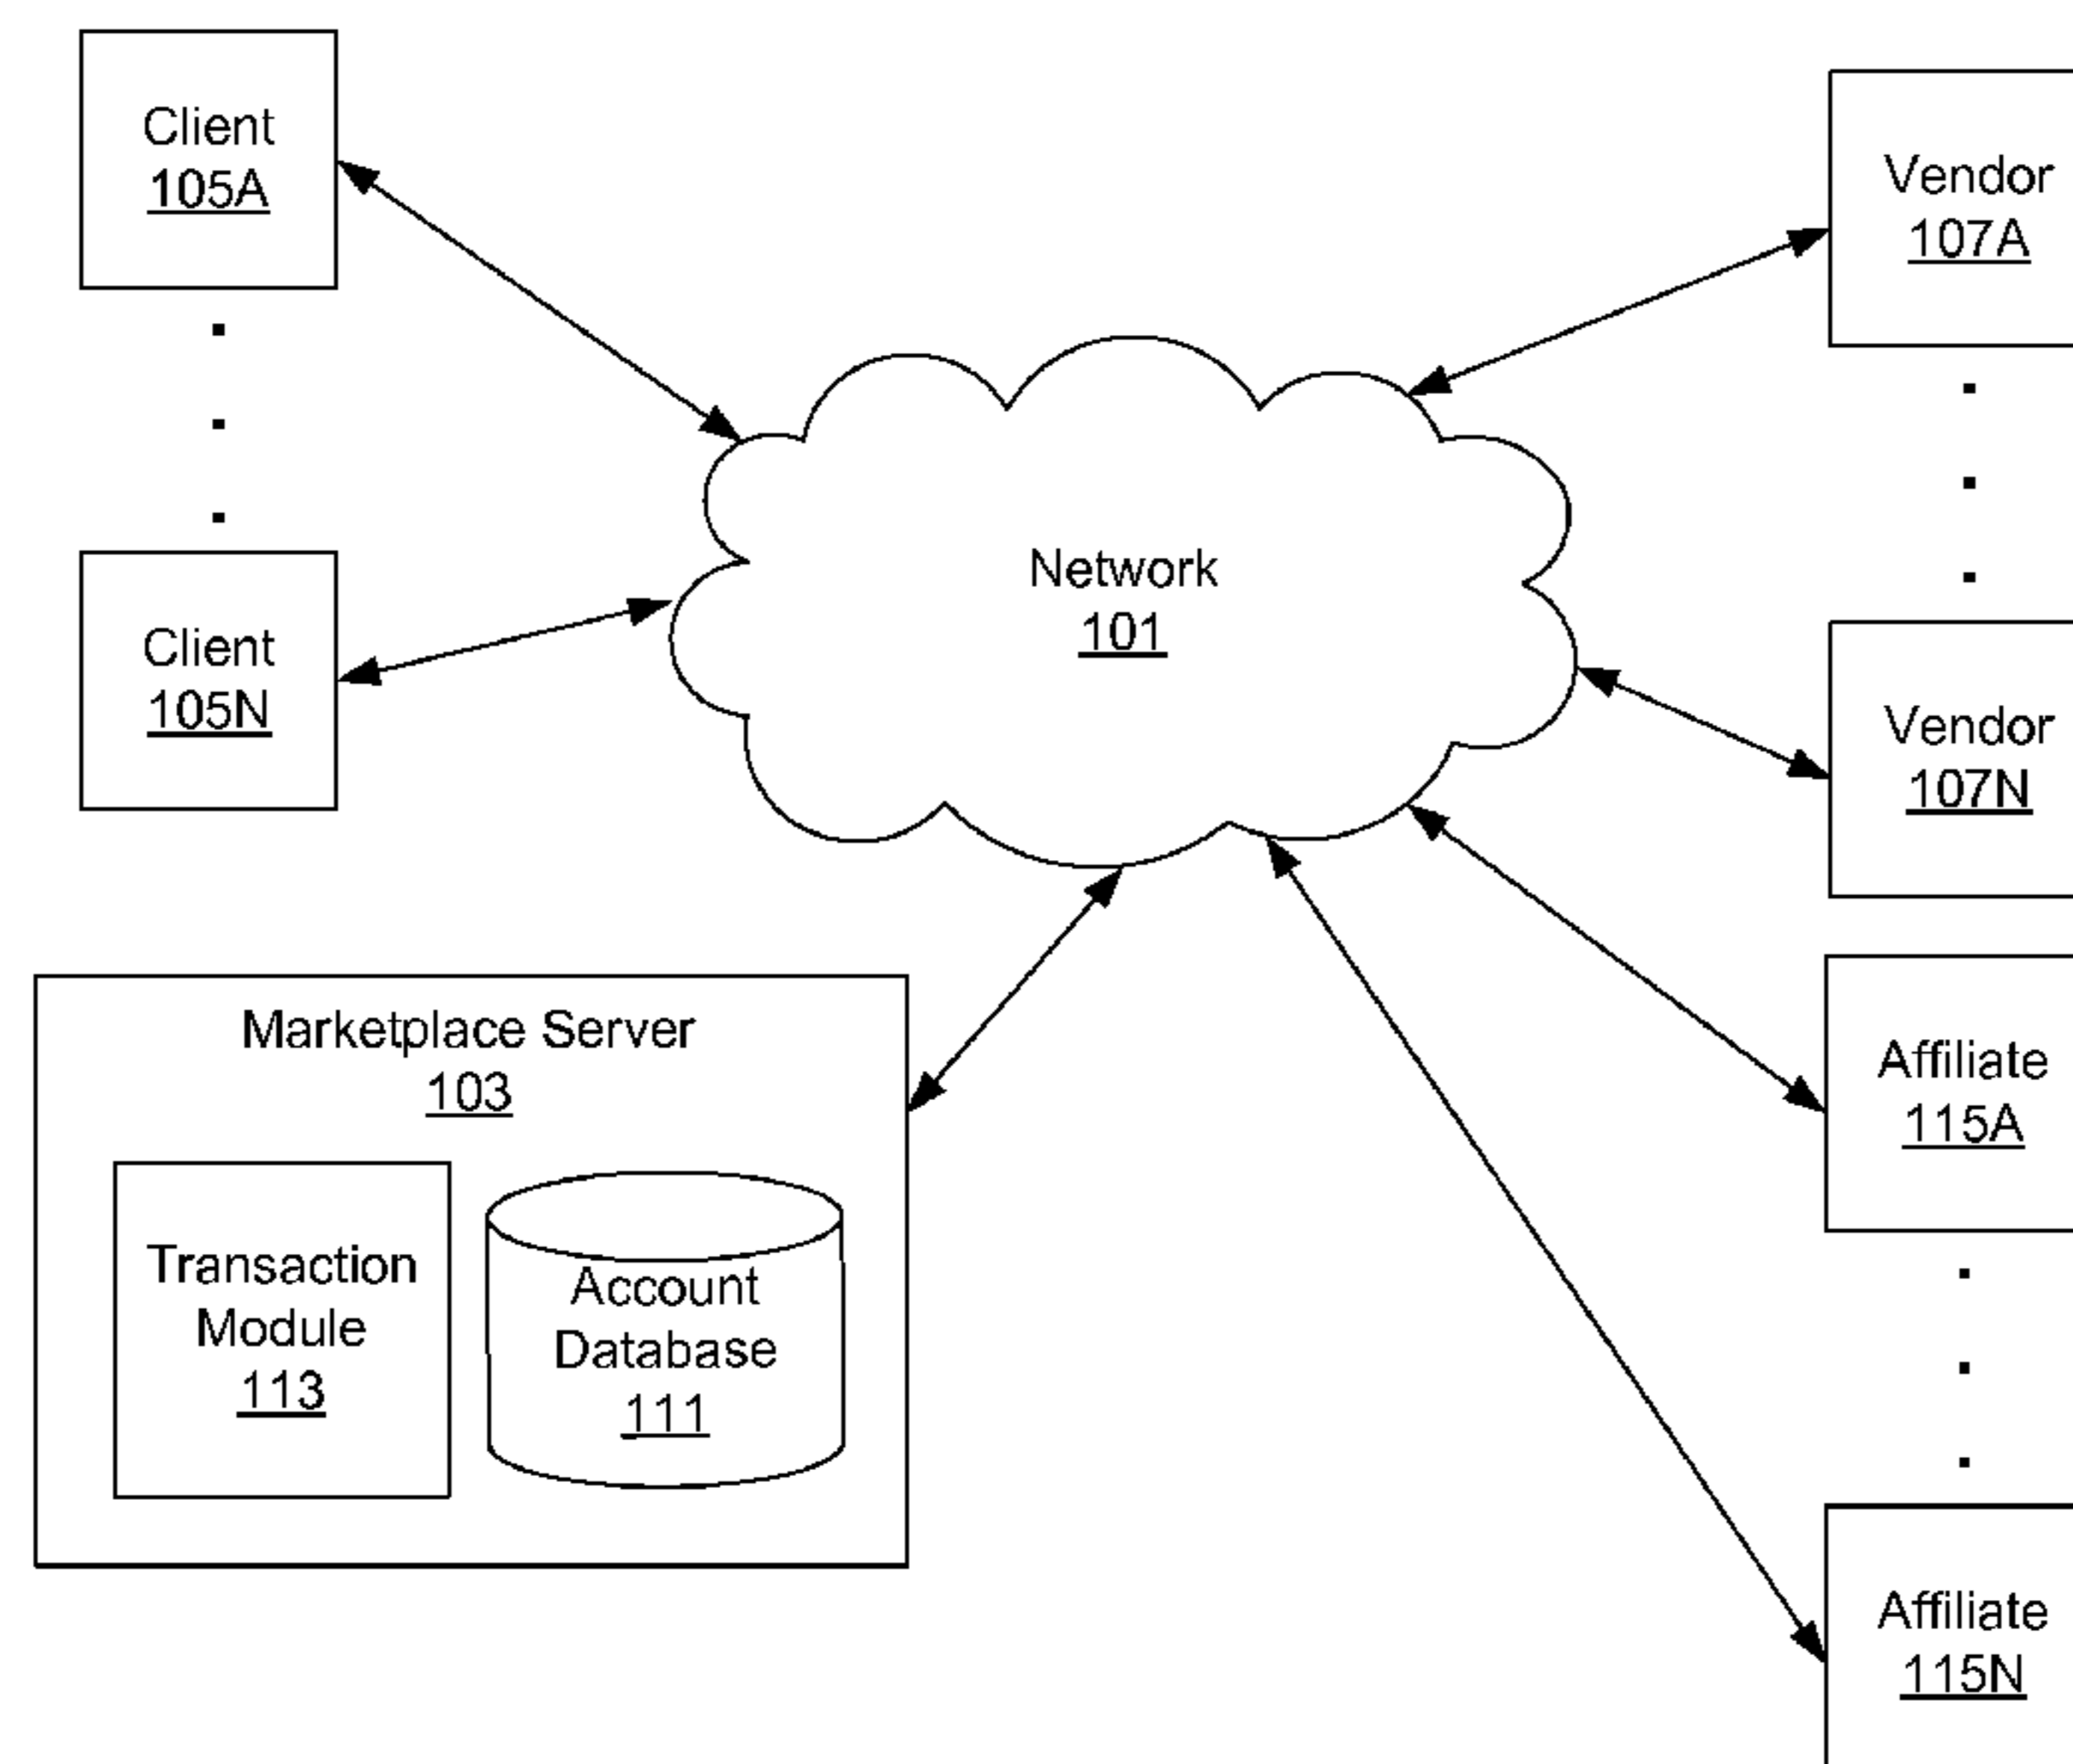 Client
105A
Vendor
107A
Network
101
Client
105N
Vendor
107N
Marketplace Server
103
Transaction
Module
113
Account
Database
111
Affiliate
115A
Affiliate
115N